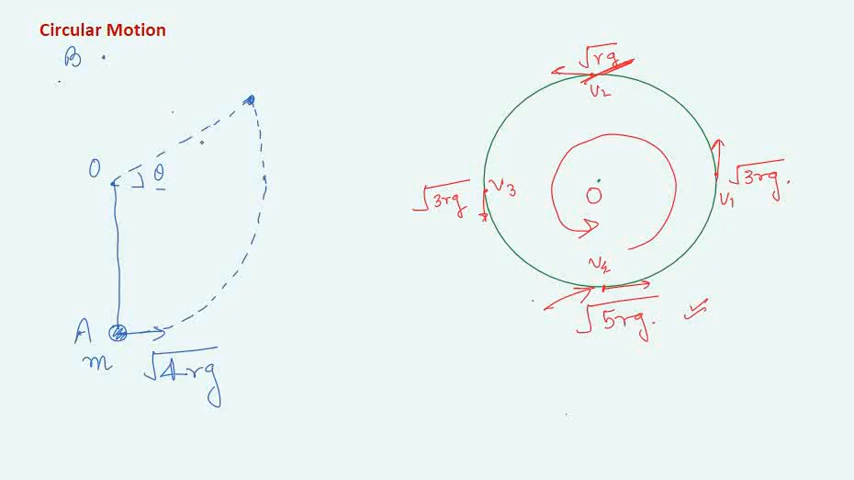 Circular Motion
B
O
θ
A
m
√4rg
√rg
v2
√3rg
v3
√3rg.
v1
O
v4
√5rg.